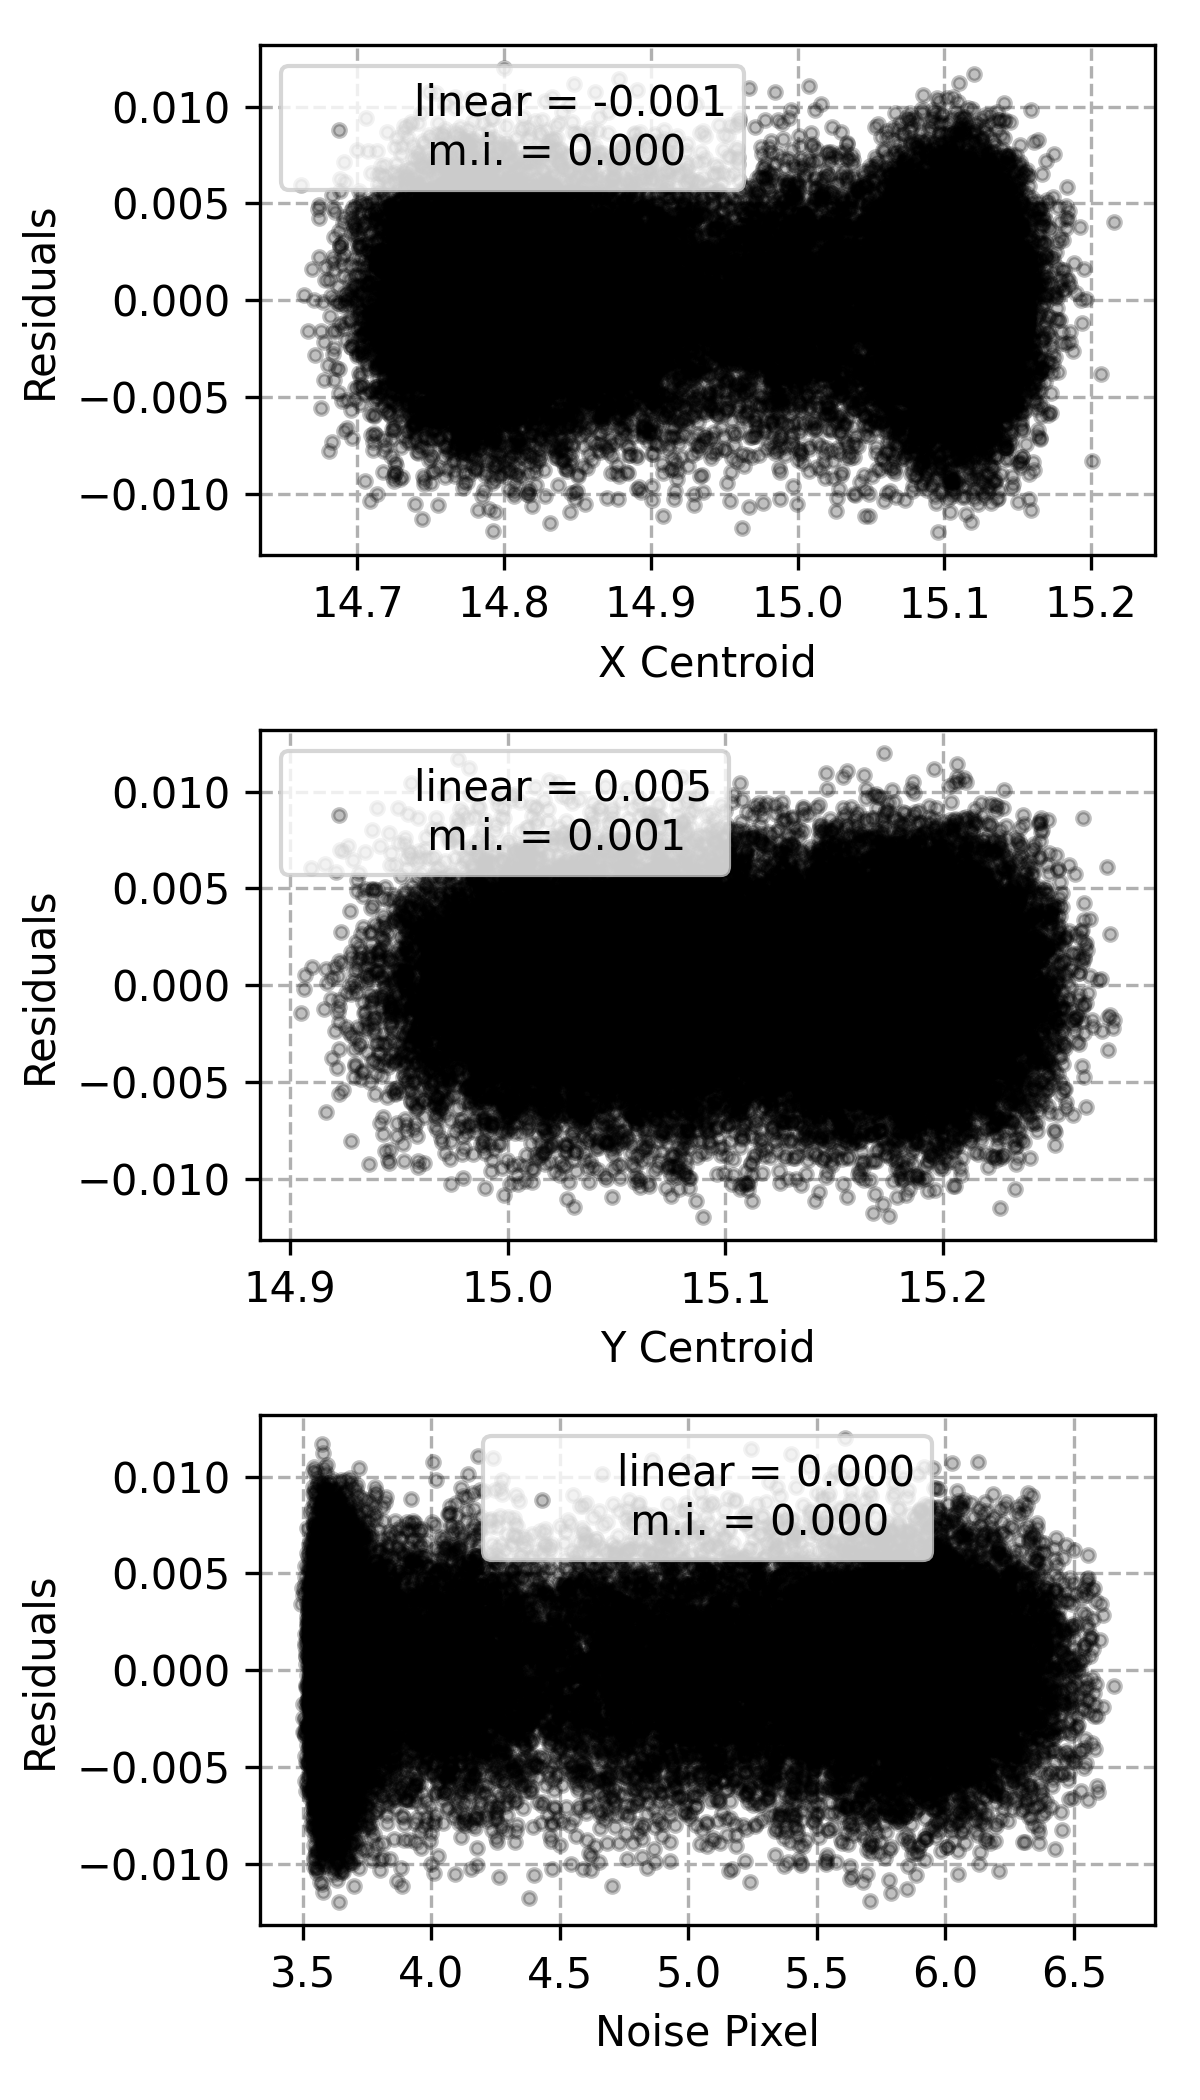 linear = -0.001
m.i. = 0.000
0.010
0.005
0.000
−0.005
−0.010
Residuals
14.7 14.8 14.9 15.0 15.1 15.2
X Centroid
linear = 0.005
m.i. = 0.001
0.010
0.005
0.000
−0.005
−0.010
Residuals
14.9 15.0 15.1 15.2
Y Centroid
linear = 0.000
m.i. = 0.000
0.010
0.005
0.000
−0.005
−0.010
Residuals
3.5 4.0 4.5 5.0 5.5 6.0 6.5
Noise Pixel